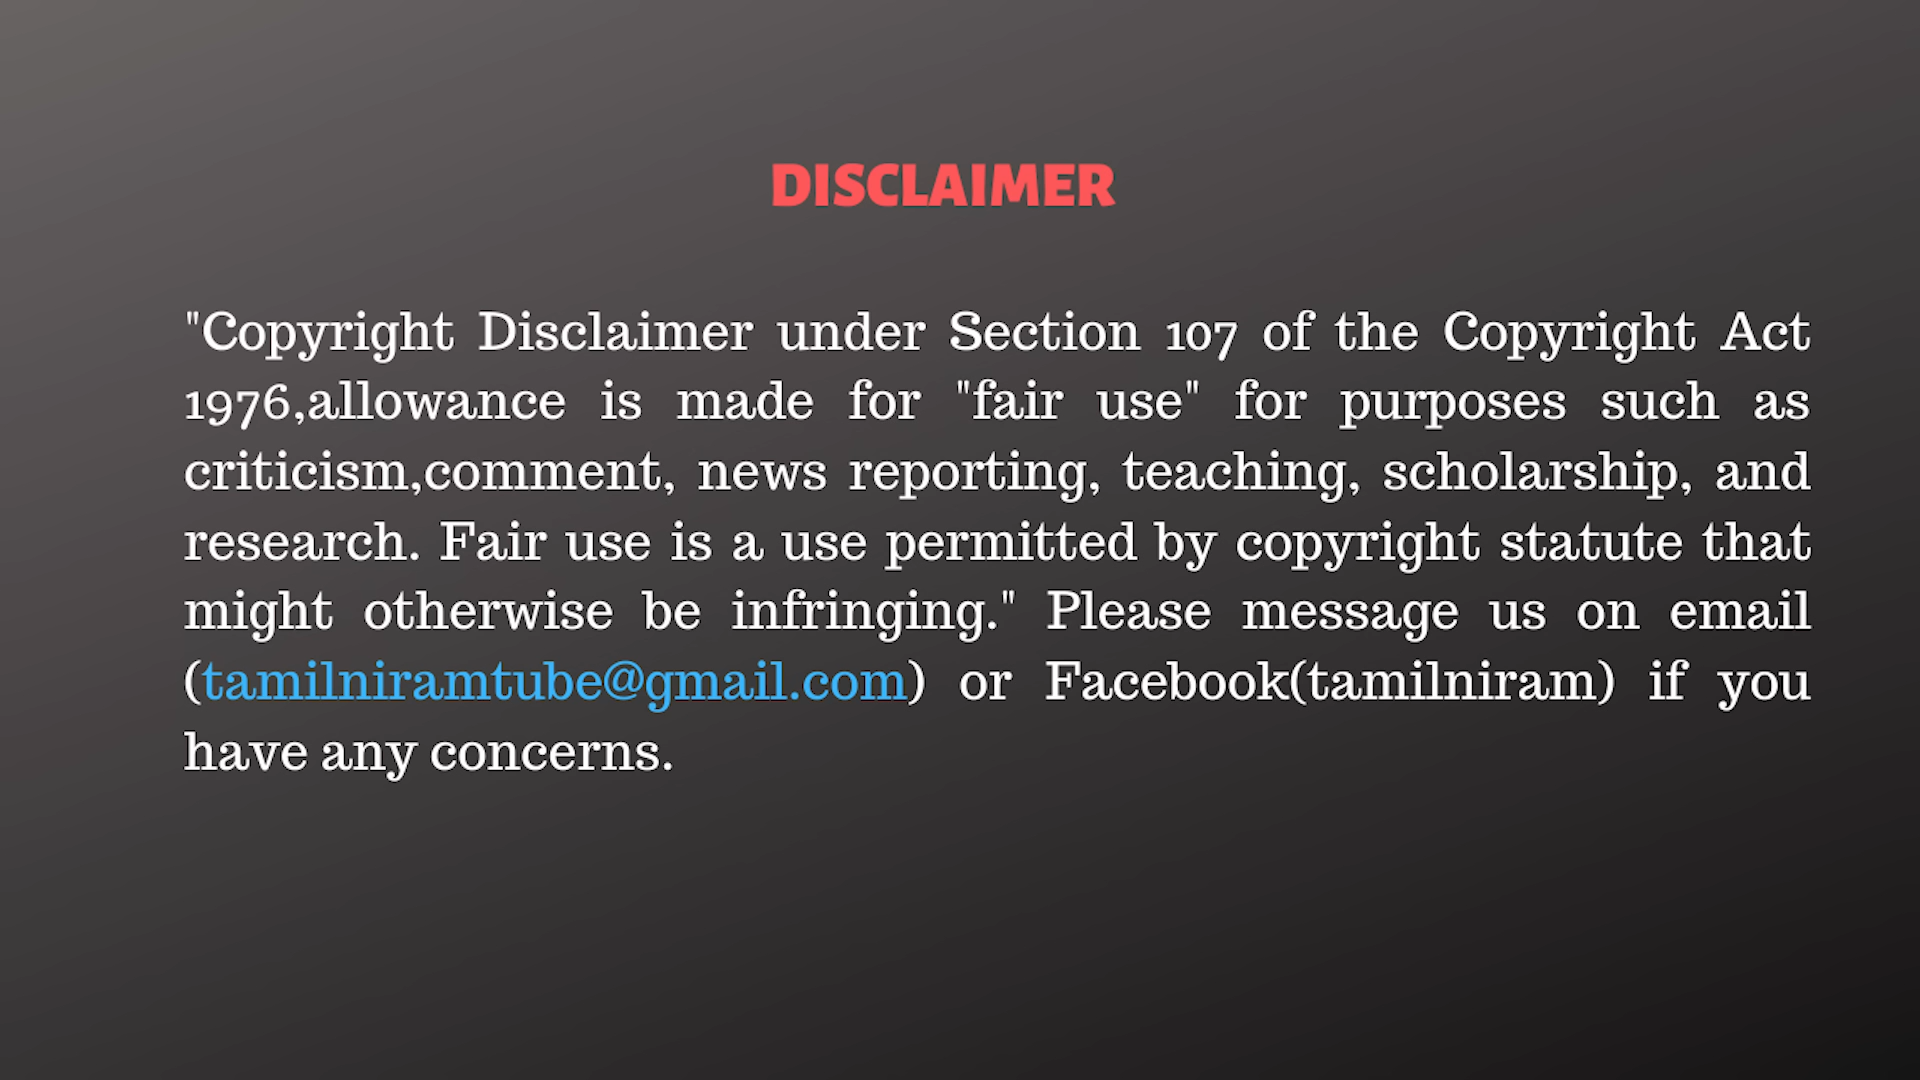 DISCLAIMER
"Copyright Disclaimer under Section 107 of the Copyright Act
1976,allowance is made for "fair use" for purposes such as
criticism,comment, news reporting, teaching, scholarship, and
research. Fair use is a use permitted by copyright statute that
might otherwise be infringing." Please message us on email
(tamilniramtube@gmail.com) or Facebook(tamilniram) if you
have any concerns.